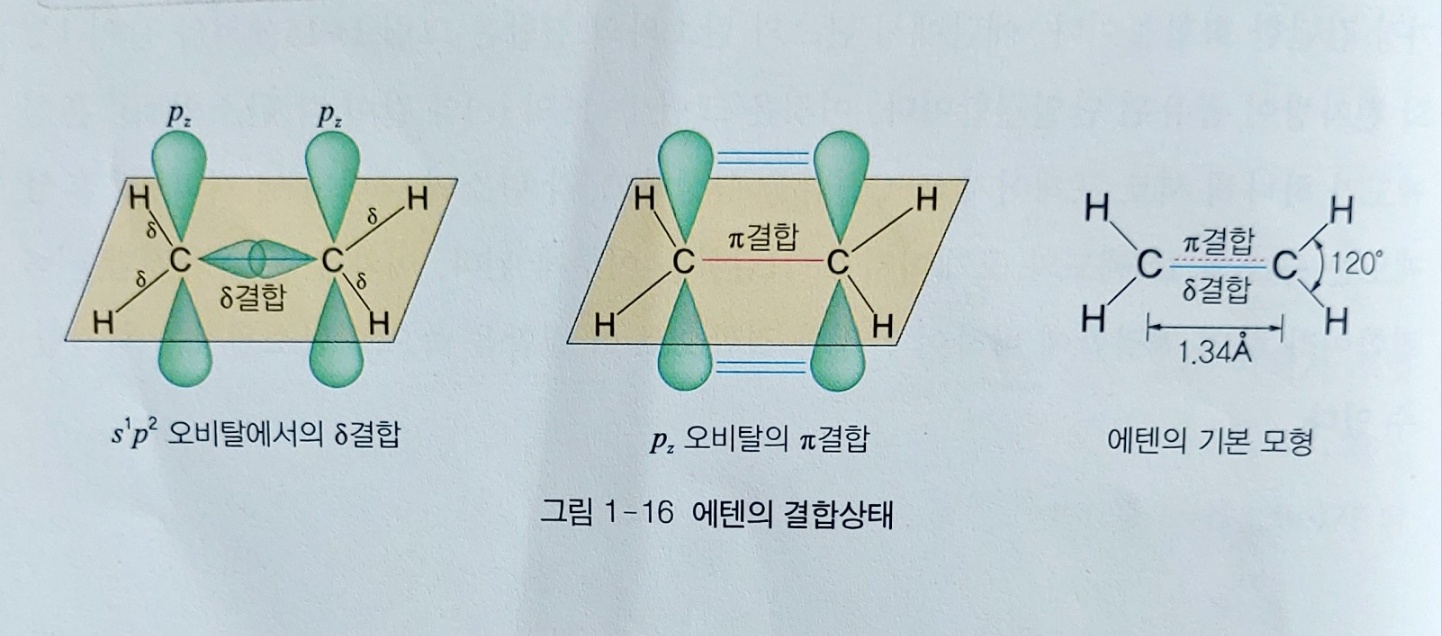 p_z p_z
H H
δ δ
C C
δ δ
δ결합
H H
s¹p² 오비탈에서의 δ결합
H H
π결합
C C
H H
p_z 오비탈의 π결합
H H
π결합
C C 120°
δ결합
H H
1.34Å
에텐의 기본 모형
그림 1-16 에텐의 결합상태